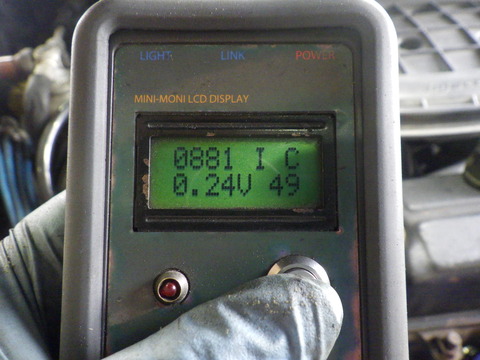 LIGHT LINK POWER
MINI-MONI LCD DISPLAY
0881 I C
0.24V 49